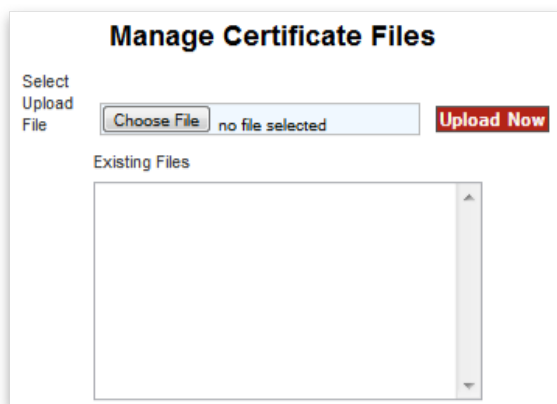 Manage Certificate Files
Select
Upload
File
Choose File no file selected
Upload Now
Existing Files